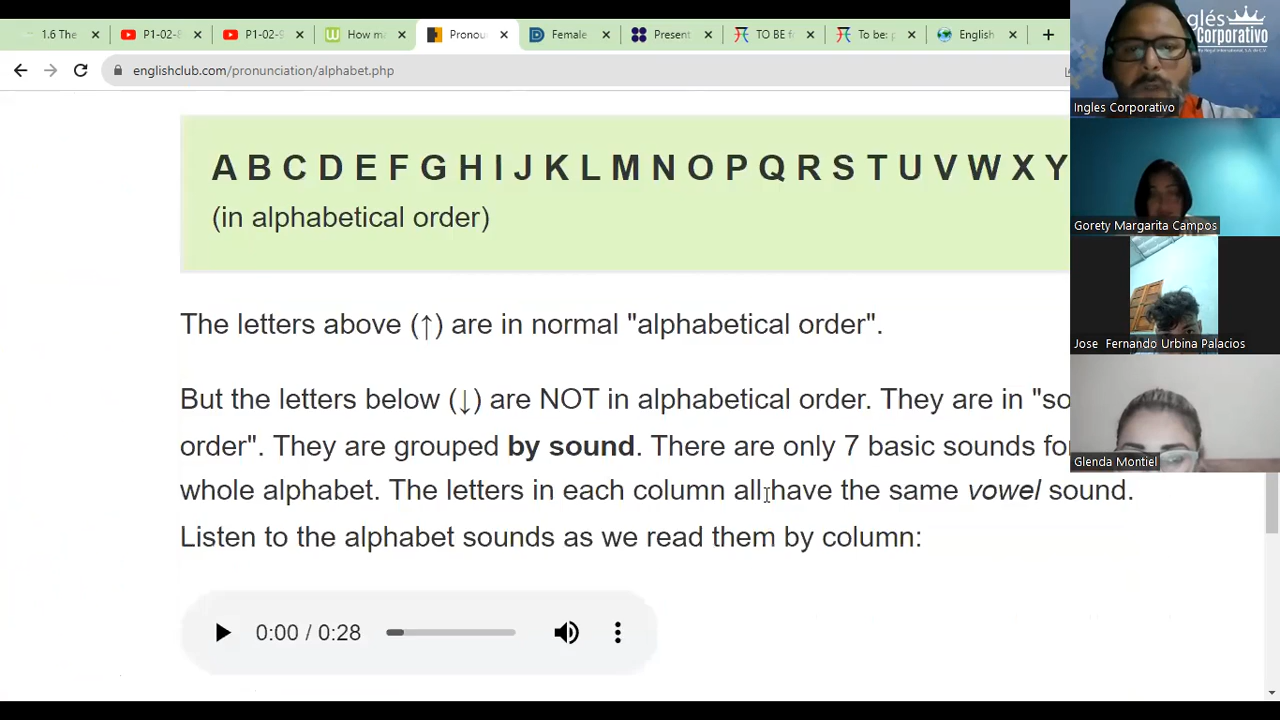 1.6 The
P1-02-
P1-02-
How m
Pronou
Female
Present
TO BE f
To be: p
English
englishclub.com/pronunciation/alphabet.php
A B C D E F G H I J K L M N O P Q R S T U V W X Y
(in alphabetical order)
The letters above (↑) are in normal "alphabetical order".
But the letters below (↓) are NOT in alphabetical order. They are in "so
order". They are grouped by sound. There are only 7 basic sounds fo
whole alphabet. The letters in each column all have the same vowel sound.
Listen to the alphabet sounds as we read them by column:
0:00 / 0:28
glés
Corporativo
Ingles Corporativo
Gorety Margarita Campos
Jose Fernando Urbina Palacios
Glenda Montiel